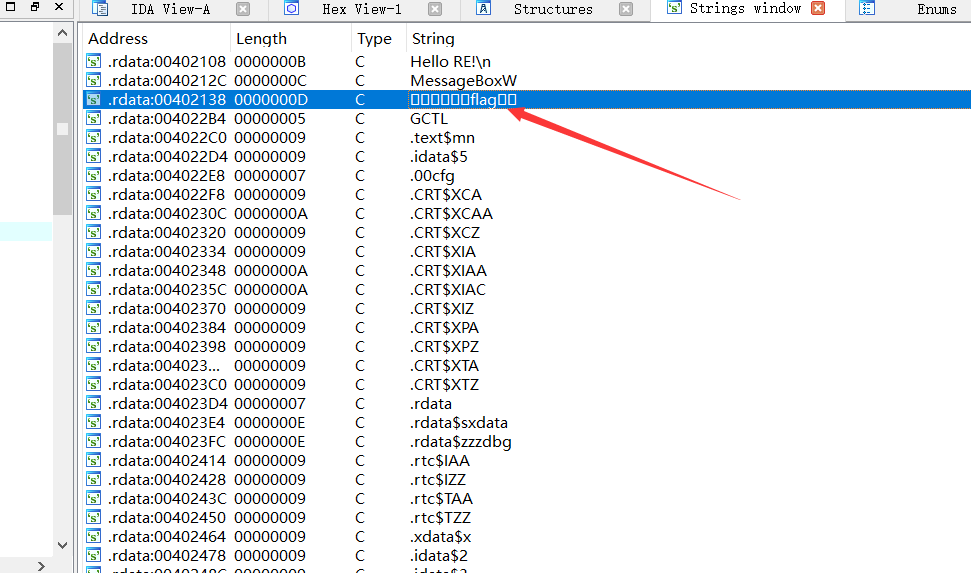 IDA View-A Hex View-1 Structures Strings window Enums
Address Length Type String
.rdata:00402108 0000000B C Hello RE!\n
.rdata:0040212C 0000000C C MessageBoxW
.rdata:00402138 0000000D C □□□□□□flag□□
.rdata:004022B4 00000005 C GCTL
.rdata:004022C0 00000009 C .text$mn
.rdata:004022D4 00000009 C .idata$5
.rdata:004022E8 00000007 C .00cfg
.rdata:004022F8 00000009 C .CRT$XCA
.rdata:0040230C 0000000A C .CRT$XCAA
.rdata:00402320 00000009 C .CRT$XCZ
.rdata:00402334 00000009 C .CRT$XIA
.rdata:00402348 0000000A C .CRT$XIAA
.rdata:0040235C 0000000A C .CRT$XIAC
.rdata:00402370 00000009 C .CRT$XIZ
.rdata:00402384 00000009 C .CRT$XPA
.rdata:00402398 00000009 C .CRT$XPZ
.rdata:004023... 00000009 C .CRT$XTA
.rdata:004023C0 00000009 C .CRT$XTZ
.rdata:004023D4 00000007 C .rdata
.rdata:004023E4 0000000E C .rdata$sxdata
.rdata:004023FC 0000000E C .rdata$zzzdbg
.rdata:00402414 00000009 C .rtc$IAA
.rdata:00402428 00000009 C .rtc$IZZ
.rdata:0040243C 00000009 C .rtc$TAA
.rdata:00402450 00000009 C .rtc$TZZ
.rdata:00402464 00000009 C .xdata$x
.rdata:00402478 00000009 C .idata$2